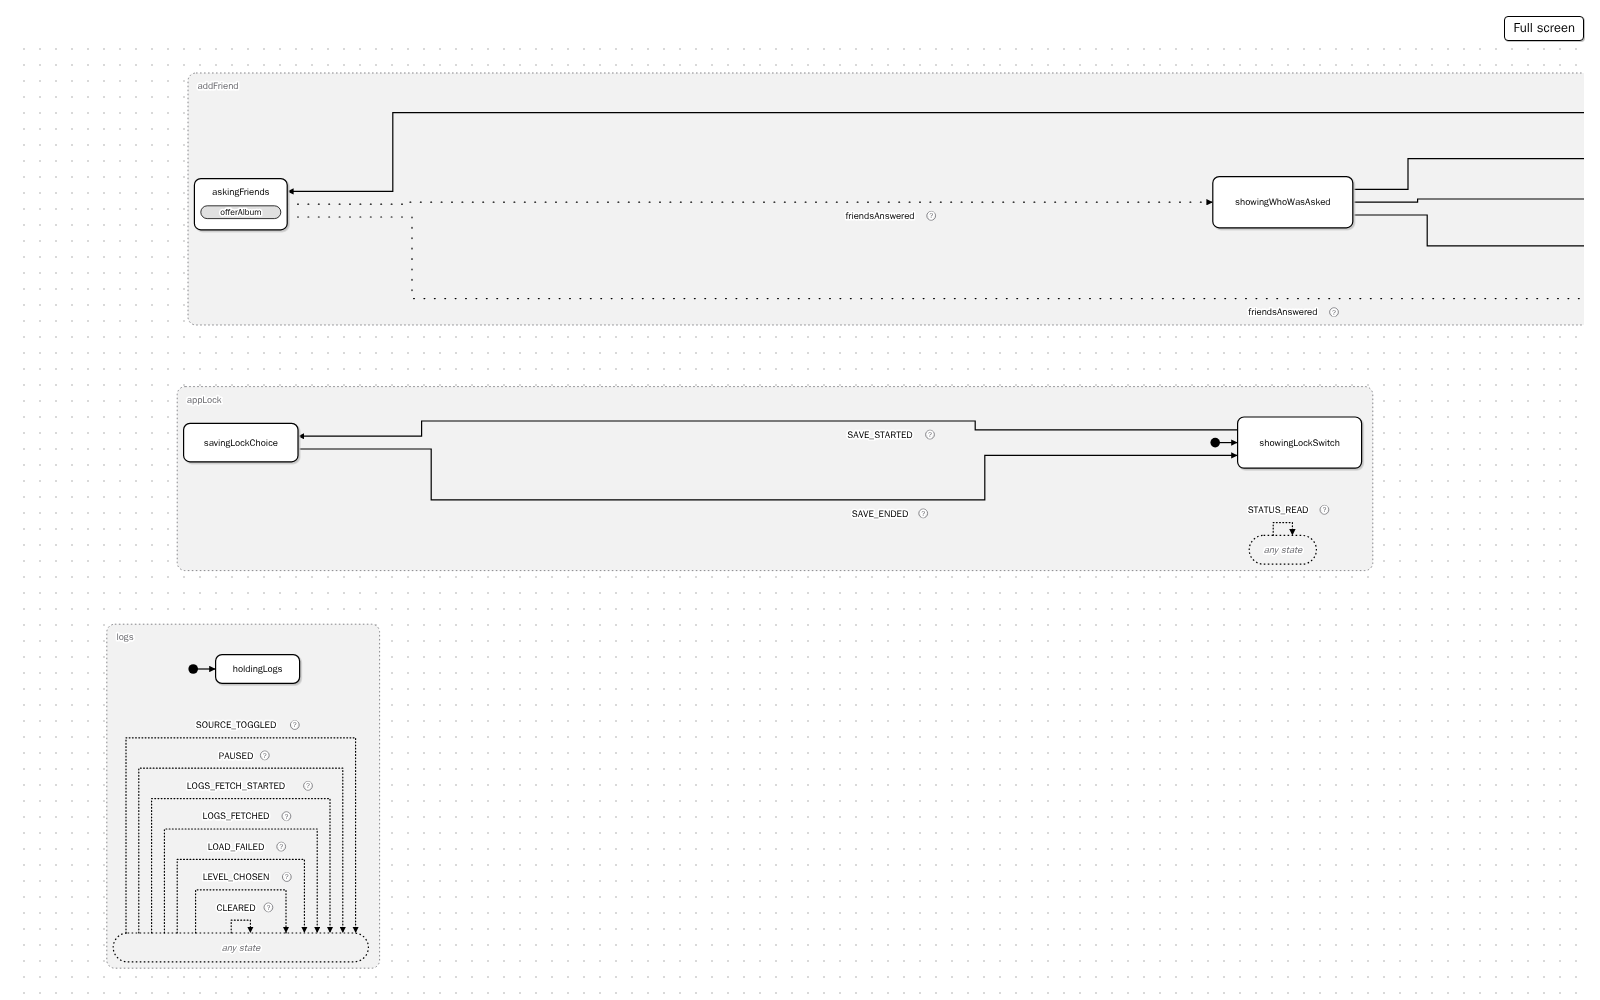 Full screen
addFriend
askingFriends
offerAlbum
showingWhoWasAsked
friendsAnswered ?
friendsAnswered ?
appLock
savingLockChoice
SAVE_STARTED ?
showingLockSwitch
SAVE_ENDED ?
STATUS_READ ?
any state
logs
holdingLogs
SOURCE_TOGGLED ?
PAUSED ?
LOGS_FETCH_STARTED ?
LOGS_FETCHED ?
LOAD_FAILED ?
LEVEL_CHOSEN ?
CLEARED ?
any state